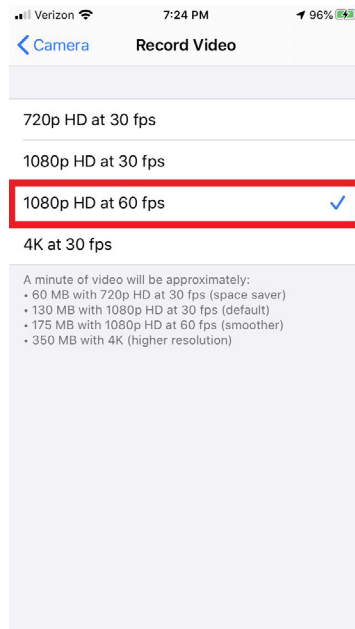 Verizon 7:24 PM 96%
Camera Record Video
720p HD at 30 fps
1080p HD at 30 fps
1080p HD at 60 fps
4K at 30 fps
A minute of video will be approximately:
• 60 MB with 720p HD at 30 fps (space saver)
• 130 MB with 1080p HD at 30 fps (default)
• 175 MB with 1080p HD at 60 fps (smoother)
• 350 MB with 4K (higher resolution)